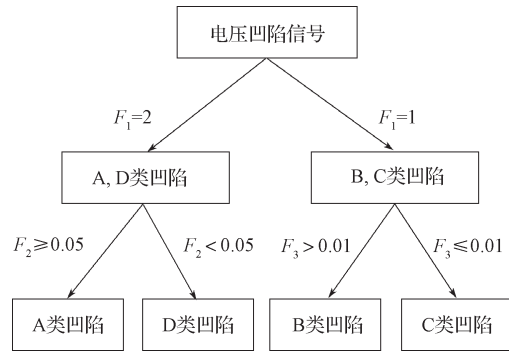 电压凹陷信号
F₁=2
F₁=1
A, D类凹陷
B, C类凹陷
F₂≥0.05
F₂<0.05
F₃>0.01
F₃≤0.01
A类凹陷
D类凹陷
B类凹陷
C类凹陷